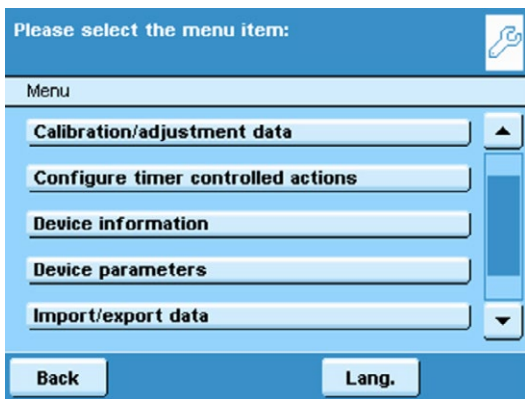 Please select the menu item:
Menu
Calibration/adjustment data
Configure timer controlled actions
Device information
Device parameters
Import/export data
Back
Lang.